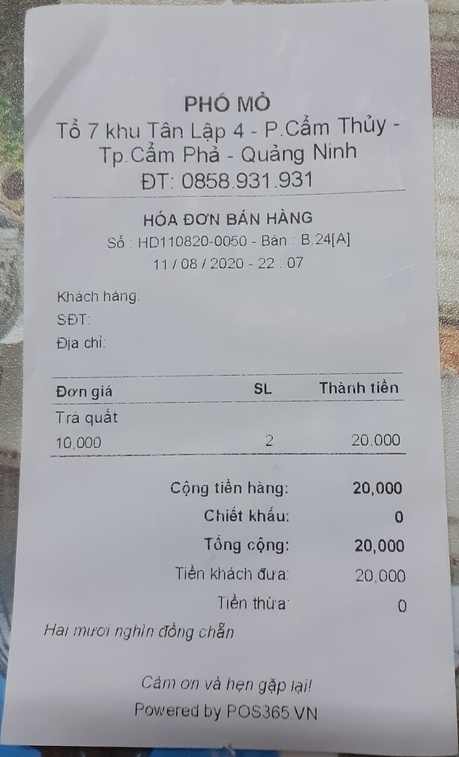 PHỐ MỎ
Tổ 7 khu Tân Lập 4 - P.Cẩm Thủy -
Tp.Cẩm Phả - Quảng Ninh
ĐT: 0858.931.931
HÓA ĐƠN BÁN HÀNG
Số : HD110820-0050 - Bàn : B.24[A]
11 / 08 / 2020 - 22 : 07
Khách hàng:
SĐT:
Địa chỉ:
Đơn giá SL Thành tiền
Trà quất
10,000 2 20,000
Cộng tiền hàng: 20,000
Chiết khấu: 0
Tổng cộng: 20,000
Tiền khách đưa: 20,000
Tiền thừa: 0
Hai mươi nghìn đồng chẵn
Cảm ơn và hẹn gặp lại!
Powered by POS365.VN